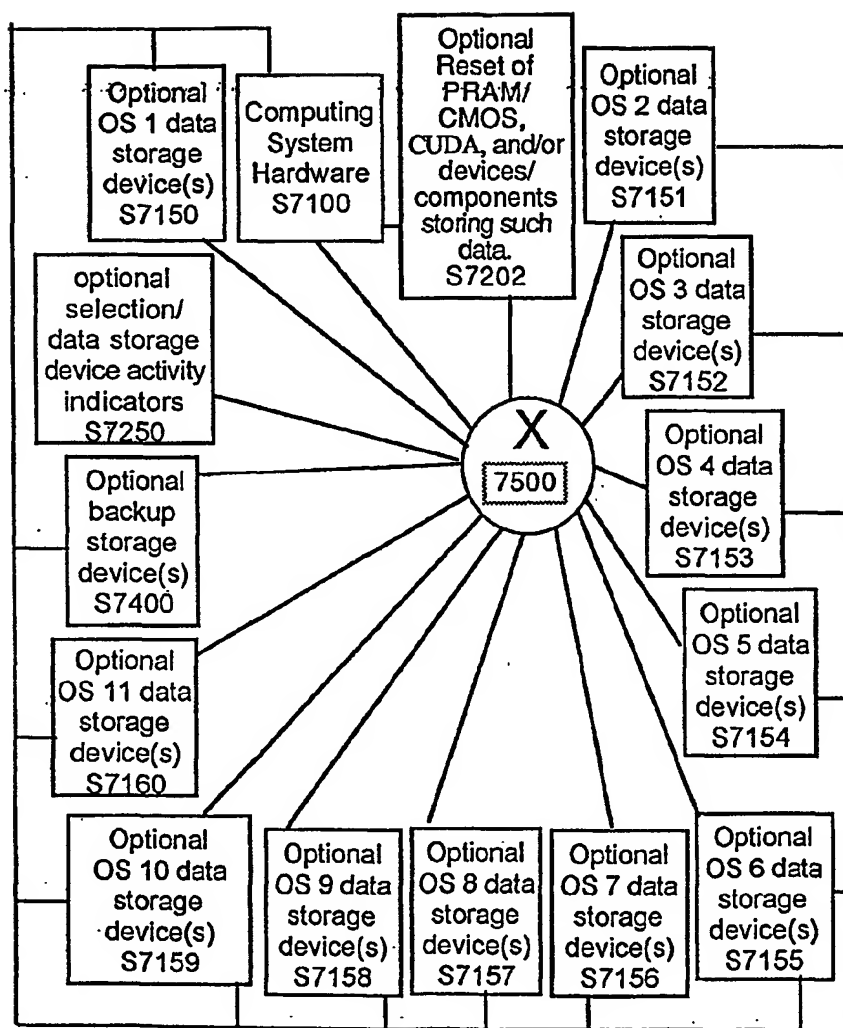 Optional
OS 1 data
storage
device(s)
S7150
Computing
System
Hardware
S7100
Optional
Reset of
PRAM/
CMOS,
CUDA, and/or
devices/
components
storing such
data.
S7202
Optional
OS 2 data
storage
device(s)
S7151
optional
selection/
data storage
device activity
indicators
S7250
Optional
OS 3 data
storage
device(s)
S7152
X
7500
Optional
OS 4 data
storage
device(s)
S7153
Optional
backup
storage
device(s)
S7400
Optional
OS 5 data
storage
device(s)
S7154
Optional
OS 11 data
storage
device(s)
S7160
Optional
OS 10 data
storage
device(s)
S7159
Optional
OS 9 data
storage
device(s)
S7158
Optional
OS 8 data
storage
device(s)
S7157
Optional
OS 7 data
storage
device(s)
S7156
Optional
OS 6 data
storage
device(s)
S7155